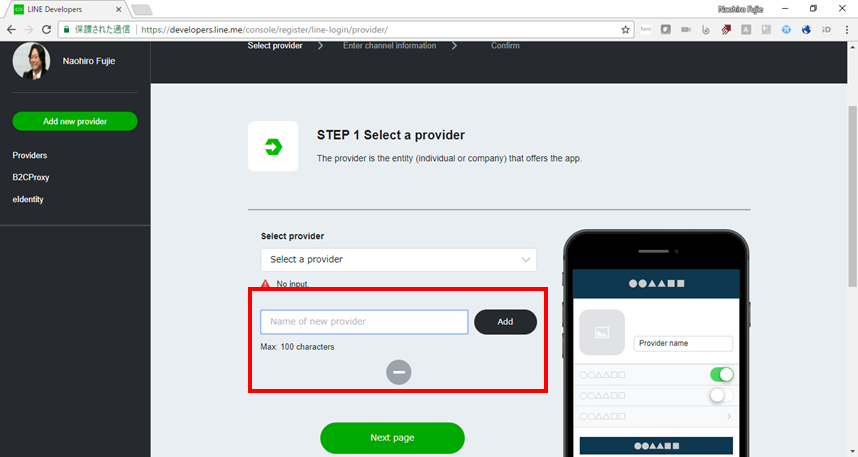 LINE Developers
Naohiro Fujie
保護された通信
https://developers.line.me/console/register/line-login/provider/
Select provider
Enter channel information
Confirm
Naohiro Fujie
Add new provider
Providers
B2CProxy
eIdentity
STEP 1 Select a provider
The provider is the entity (individual or company) that offers the app.
Select provider
Select a provider
No input.
Name of new provider
Add
Max: 100 characters
Next page
Provider name